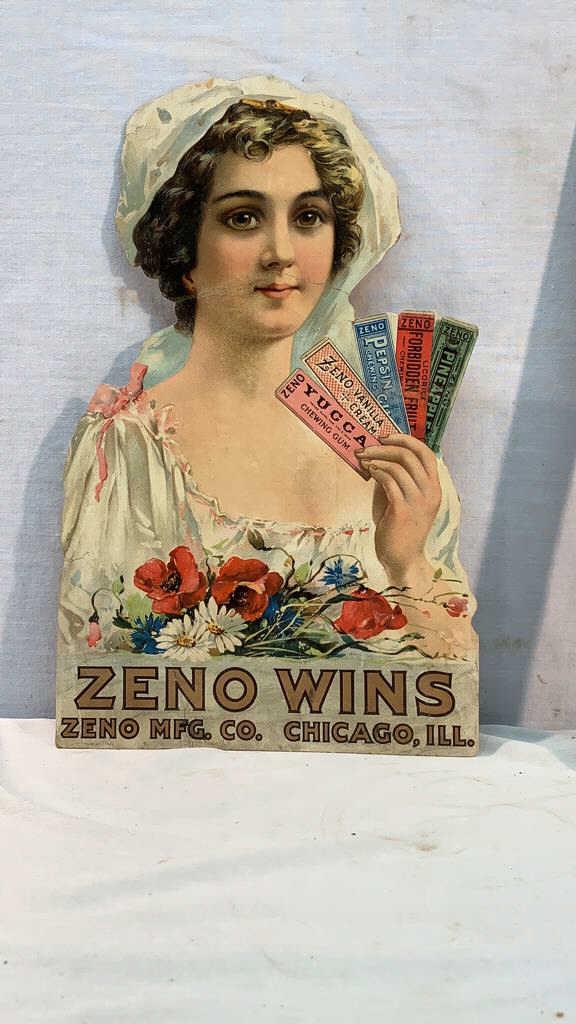 ZENO
YUCCA
CHEWING GUM
ZENO VANILLA
CREAM
ZENO
PEPSIN
CHEWING
ZENO
LICORICE
FORBIDDEN FRUIT
ZENO
PINEAPPLE
ZENO WINS
ZENO MFG. CO. CHICAGO, ILL.